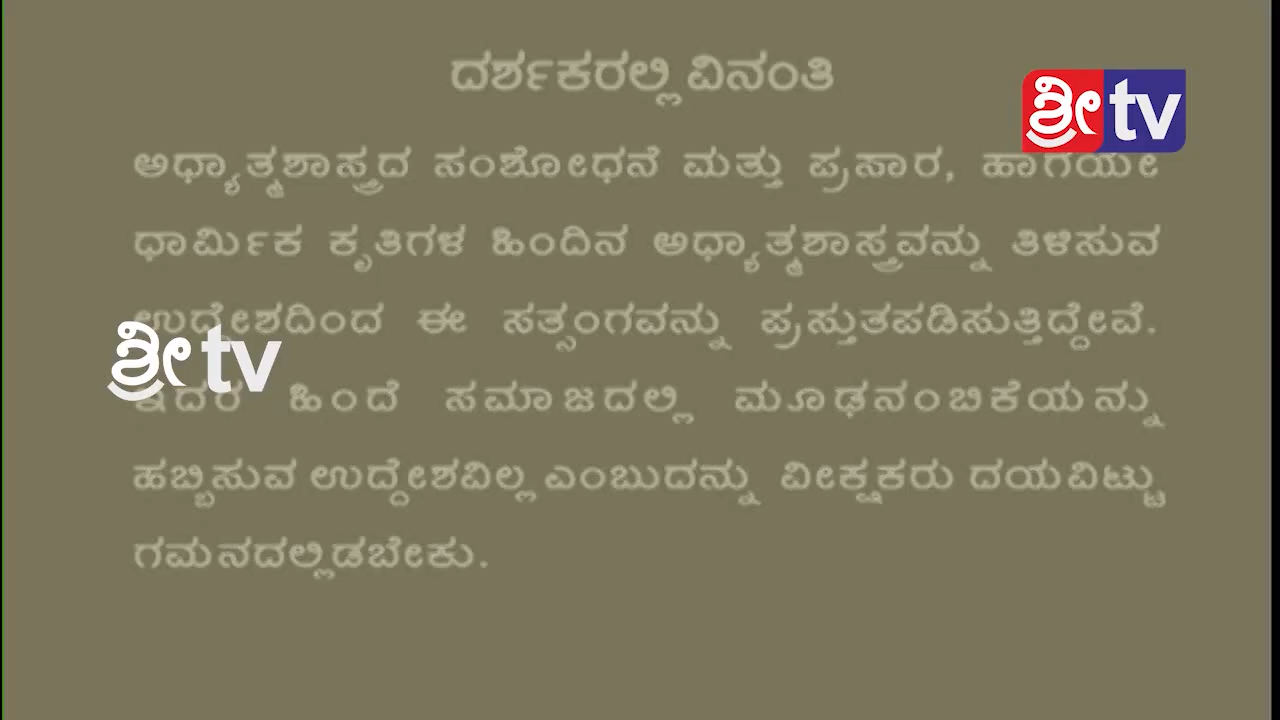 ದರ್ಶಕರಲ್ಲಿ ವಿನಂತಿ
ಶ್ರೀ tv
ಅಧ್ಯಾತ್ಮಶಾಸ್ತ್ರದ ಸಂಶೋಧನೆ ಮತ್ತು ಪ್ರಸಾರ, ಹಾಗೆಯೇ
ಧಾರ್ಮಿಕ ಕೃತಿಗಳ ಹಿಂದಿನ ಅಧ್ಯಾತ್ಮಶಾಸ್ತ್ರವನ್ನು ತಿಳಿಸುವ
ಉದ್ದೇಶದಿಂದ ಈ ಸತ್ಸಂಗವನ್ನು ಪ್ರಸ್ತುತಪಡಿಸುತ್ತಿದ್ದೇವೆ.
ಶ್ರೀ tv
ಇದರ ಹಿಂದೆ ಸಮಾಜದಲ್ಲಿ ಮೂಢನಂಬಿಕೆಯನ್ನು
ಹಬ್ಬಿಸುವ ಉದ್ದೇಶವಿಲ್ಲ ಎಂಬುದನ್ನು ವೀಕ್ಷಕರು ದಯವಿಟ್ಟು
ಗಮನದಲ್ಲಿಡಬೇಕು.